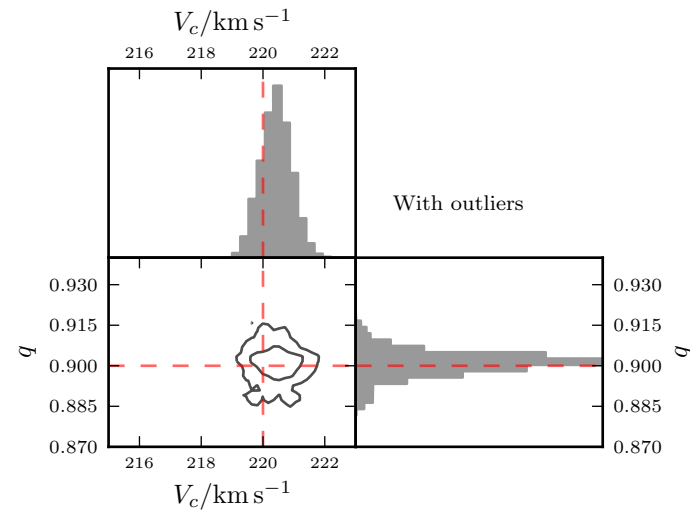 V_c/km s⁻¹
216 218 220 222
With outliers
0.930 0.930
0.915 0.915
q 0.900 0.900 q
0.885 0.885
0.870 0.870
216 218 220 222
V_c/km s⁻¹